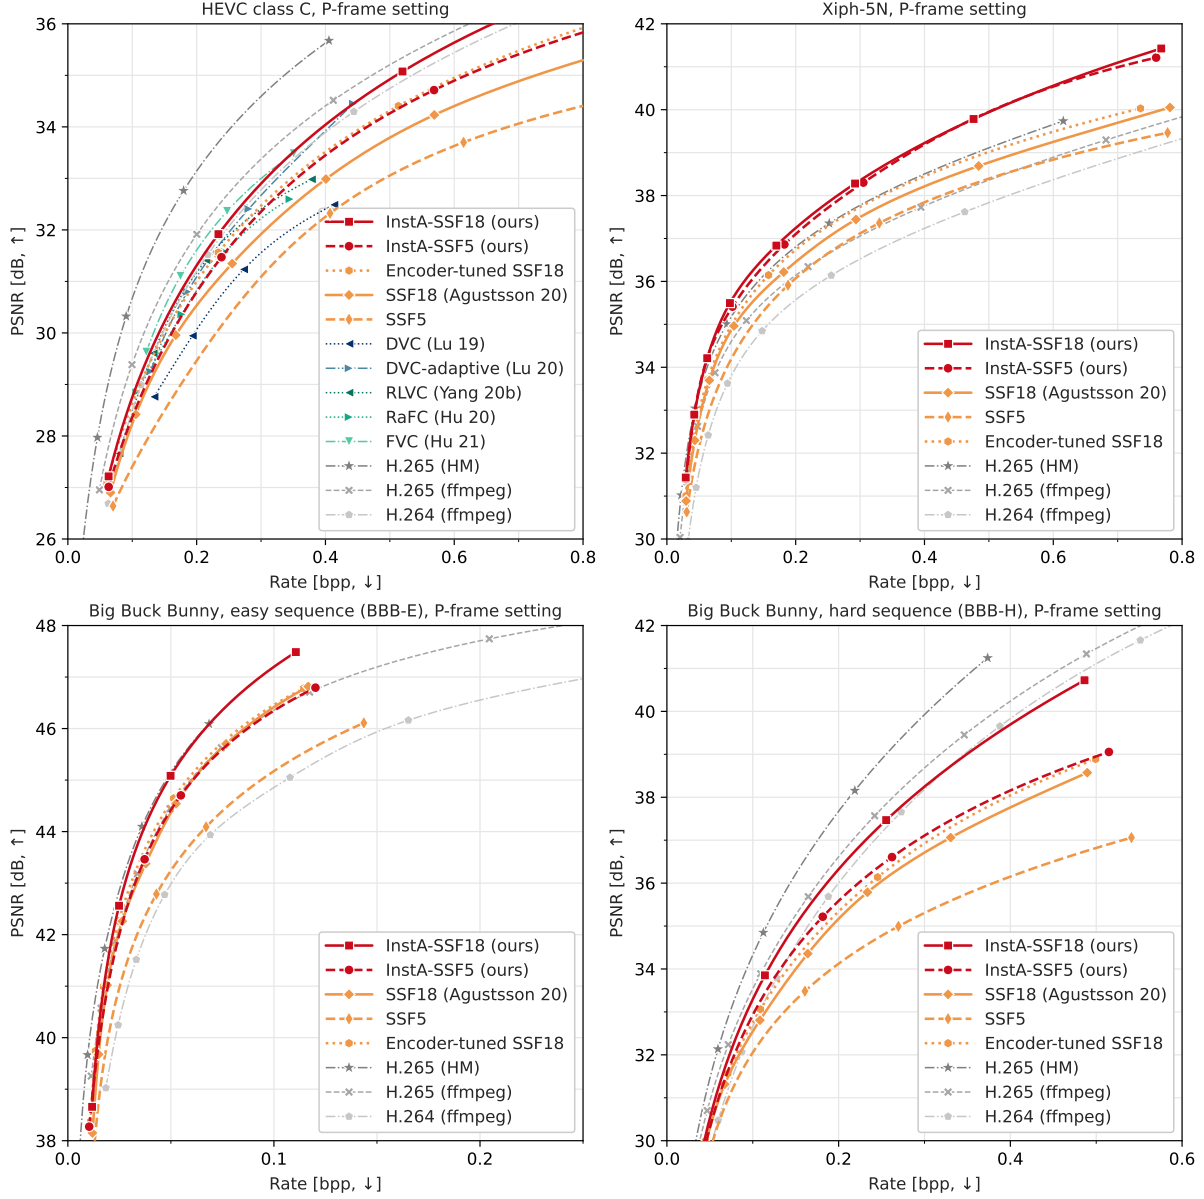 HEVC class C, P-frame setting
PSNR [dB, ↑]
36
34
32
30
28
26
0.0
0.2
0.4
0.6
0.8
Rate [bpp, ↓]
InstA-SSF18 (ours)
InstA-SSF5 (ours)
Encoder-tuned SSF18
SSF18 (Agustsson 20)
SSF5
DVC (Lu 19)
DVC-adaptive (Lu 20)
RLVC (Yang 20b)
RaFC (Hu 20)
FVC (Hu 21)
H.265 (HM)
H.265 (ffmpeg)
H.264 (ffmpeg)
Xiph-5N, P-frame setting
PSNR [dB, ↑]
42
40
38
36
34
32
30
0.0
0.2
0.4
0.6
0.8
Rate [bpp, ↓]
InstA-SSF18 (ours)
InstA-SSF5 (ours)
SSF18 (Agustsson 20)
SSF5
Encoder-tuned SSF18
H.265 (HM)
H.265 (ffmpeg)
H.264 (ffmpeg)
Big Buck Bunny, easy sequence (BBB-E), P-frame setting
PSNR [dB, ↑]
48
46
44
42
40
38
0.0
0.1
0.2
Rate [bpp, ↓]
InstA-SSF18 (ours)
InstA-SSF5 (ours)
SSF18 (Agustsson 20)
SSF5
Encoder-tuned SSF18
H.265 (HM)
H.265 (ffmpeg)
H.264 (ffmpeg)
Big Buck Bunny, hard sequence (BBB-H), P-frame setting
PSNR [dB, ↑]
42
40
38
36
34
32
30
0.0
0.2
0.4
0.6
Rate [bpp, ↓]
InstA-SSF18 (ours)
InstA-SSF5 (ours)
SSF18 (Agustsson 20)
SSF5
Encoder-tuned SSF18
H.265 (HM)
H.265 (ffmpeg)
H.264 (ffmpeg)